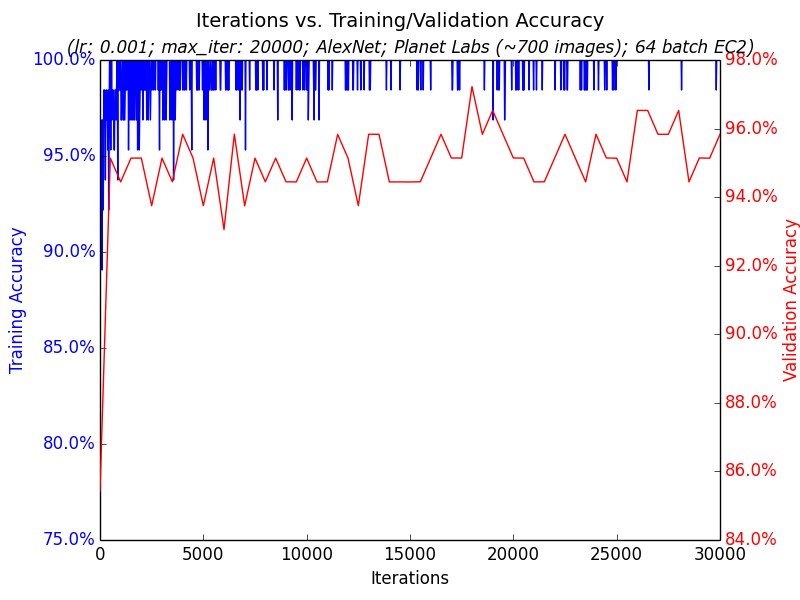 Iterations vs. Training/Validation Accuracy
(lr: 0.001; max_iter: 20000; AlexNet; Planet Labs (~700 images); 64 batch EC2)
100.0%
95.0%
90.0%
85.0%
80.0%
75.0%
Training Accuracy
98.0%
96.0%
94.0%
92.0%
90.0%
88.0%
86.0%
84.0%
Validation Accuracy
0 5000 10000 15000 20000 25000 30000
Iterations